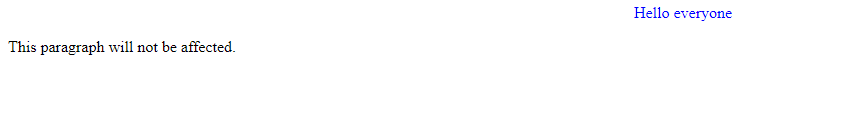 Hello everyone
This paragraph will not be affected.